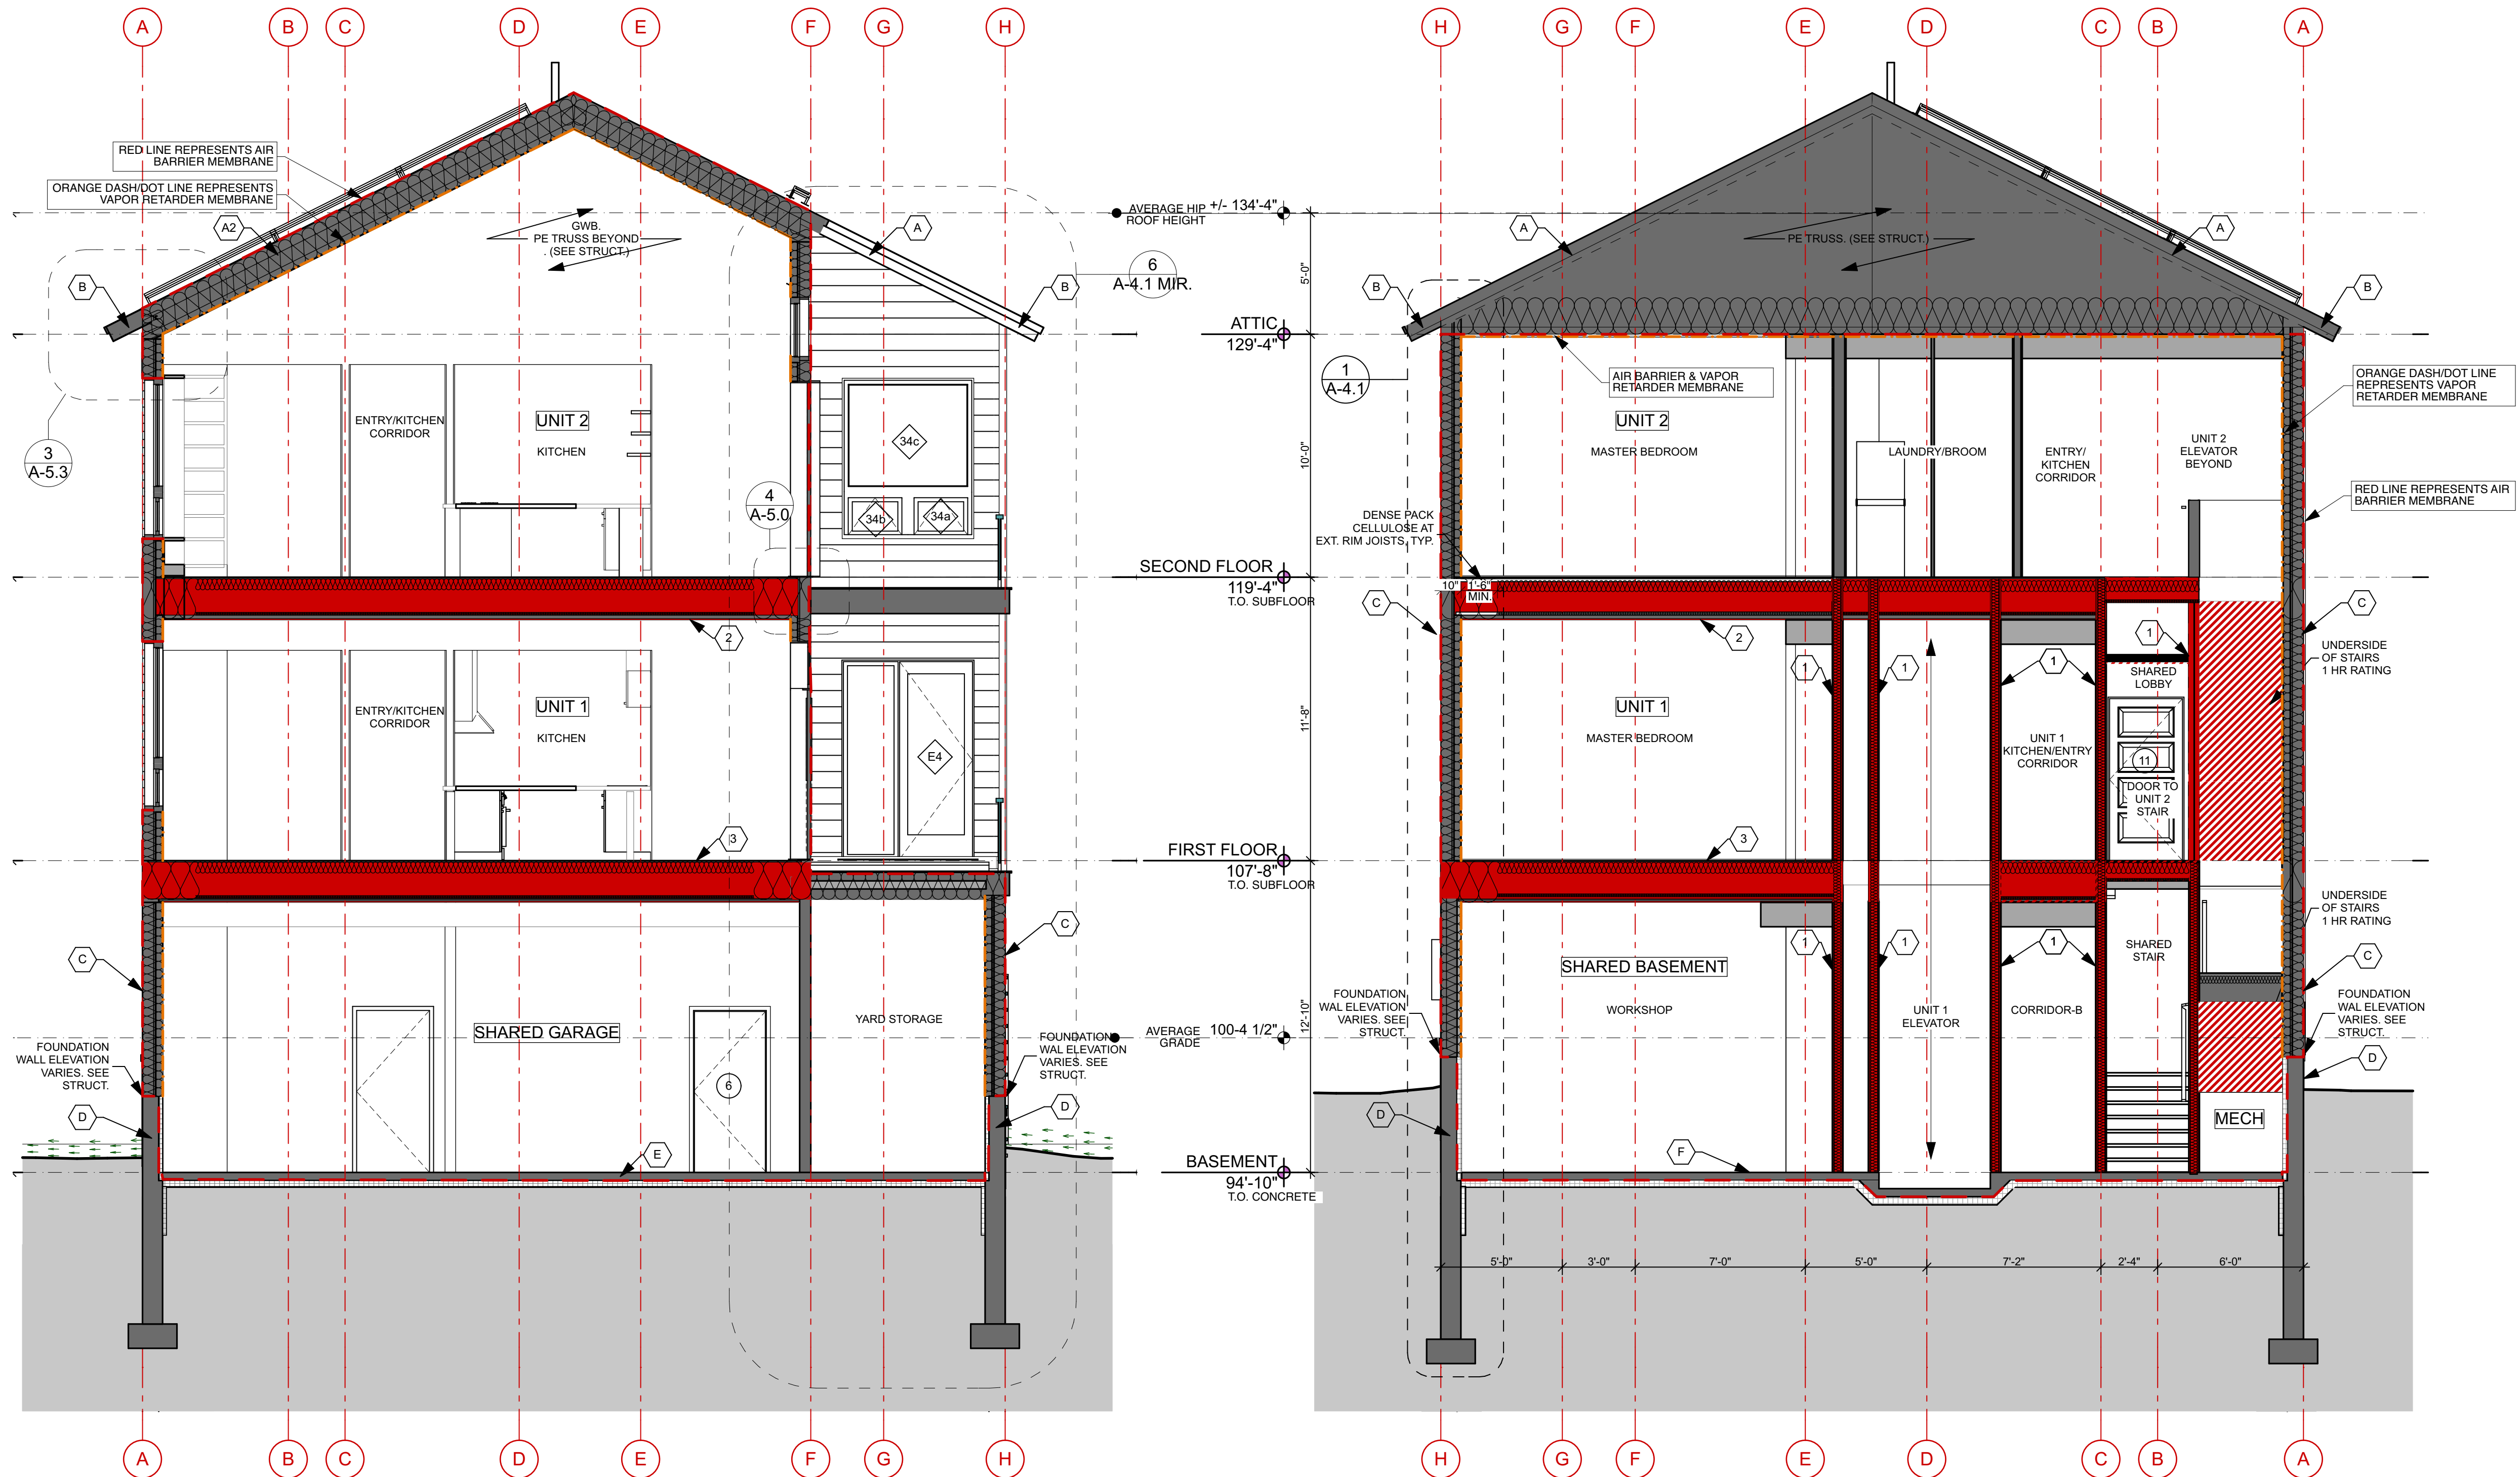 A
B
C
D
E
F
G
H
H
G
F
E
D
C
B
A
RED LINE REPRESENTS AIR
BARRIER MEMBRANE
ORANGE DASH/DOT LINE REPRESENTS
VAPOR RETARDER MEMBRANE
A2
GWB.
PE TRUSS BEYOND
. (SEE STRUCT.)
A
B
B
6
A-4.1 MIR.
3
A-5.3
ENTRY/KITCHEN
CORRIDOR
UNIT 2
KITCHEN
4
A-5.0
34c
34b
34a
2
ENTRY/KITCHEN
CORRIDOR
UNIT 1
KITCHEN
E4
3
C
C
SHARED GARAGE
YARD STORAGE
6
FOUNDATION
WALL ELEVATION
VARIES. SEE
STRUCT.
FOUNDATION
WAL ELEVATION
VARIES. SEE
STRUCT.
D
D
E
AVERAGE HIP
ROOF HEIGHT
+/- 134'-4"
5'-0"
ATTIC
129'-4"
10'-0"
SECOND FLOOR
119'-4"
T.O. SUBFLOOR
11'-8"
FIRST FLOOR
107'-8"
T.O. SUBFLOOR
12'-10"
AVERAGE
GRADE
100-4 1/2"
BASEMENT
94'-10"
T.O. CONCRETE
A
PE TRUSS. (SEE STRUCT.)
A
B
B
1
A-4.1
AIR BARRIER & VAPOR
RETARDER MEMBRANE
ORANGE DASH/DOT LINE
REPRESENTS VAPOR
RETARDER MEMBRANE
UNIT 2
MASTER BEDROOM
LAUNDRY/BROOM
ENTRY/
KITCHEN
CORRIDOR
UNIT 2
ELEVATOR
BEYOND
RED LINE REPRESENTS AIR
BARRIER MEMBRANE
DENSE PACK
CELLULOSE AT
EXT. RIM JOISTS, TYP.
10"
1'-6"
MIN.
C
C
2
1
1
1
1
UNDERSIDE
OF STAIRS
1 HR RATING
SHARED
LOBBY
UNIT 1
MASTER BEDROOM
UNIT 1
KITCHEN/ENTRY
CORRIDOR
11
DOOR TO
UNIT 2
STAIR
3
UNDERSIDE
OF STAIRS
1 HR RATING
1
1
1
SHARED
STAIR
C
SHARED BASEMENT
WORKSHOP
UNIT 1
ELEVATOR
CORRIDOR-B
FOUNDATION
WAL ELEVATION
VARIES. SEE
STRUCT.
FOUNDATION
WAL ELEVATION
VARIES. SEE
STRUCT.
D
D
MECH
F
5'-0"
3'-0"
7'-0"
5'-0"
7'-2"
2'-4"
6'-0"
A
B
C
D
E
F
G
H
H
G
F
E
D
C
B
A